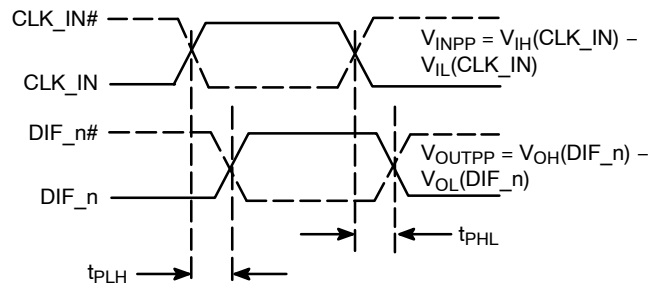 CLK_IN#
V_INPP = V_IH(CLK_IN) −
V_IL(CLK_IN)
CLK_IN
DIF_n#
V_OUTPP = V_OH(DIF_n) −
V_OL(DIF_n)
DIF_n
t_PHL
t_PLH